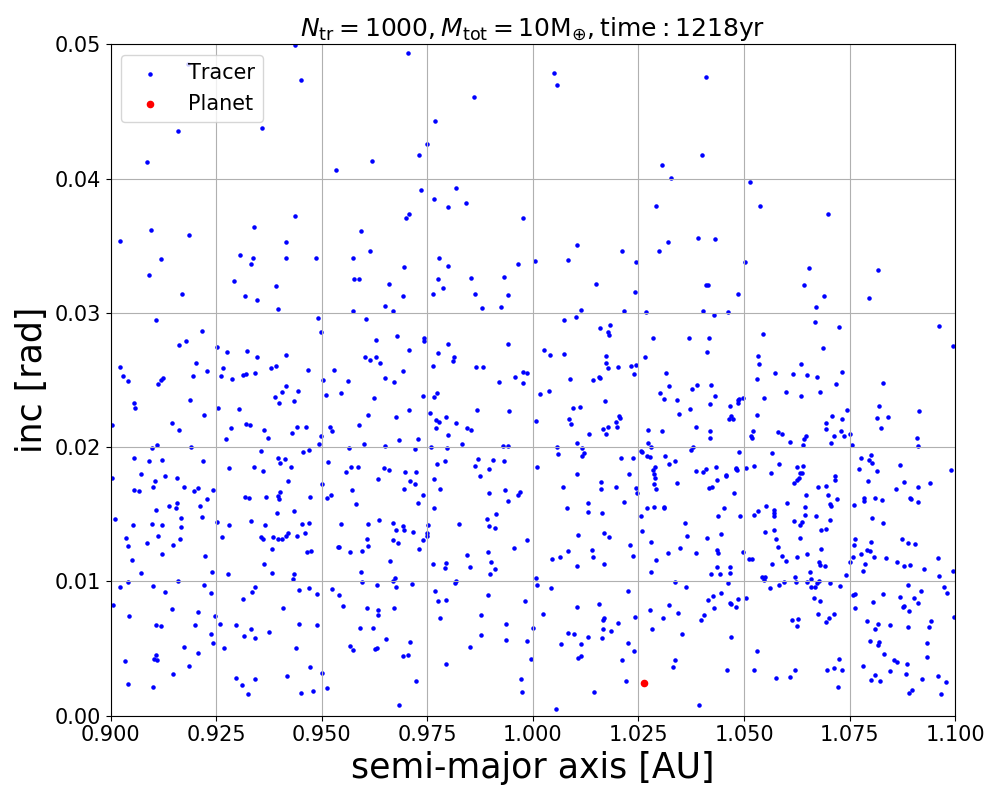 N_tr = 1000, M_tot = 10M_⊕, time : 1218yr
Tracer
Planet
inc [rad]
0.05
0.04
0.03
0.02
0.01
0.00
0.900 0.925 0.950 0.975 1.000 1.025 1.050 1.075 1.100
semi-major axis [AU]